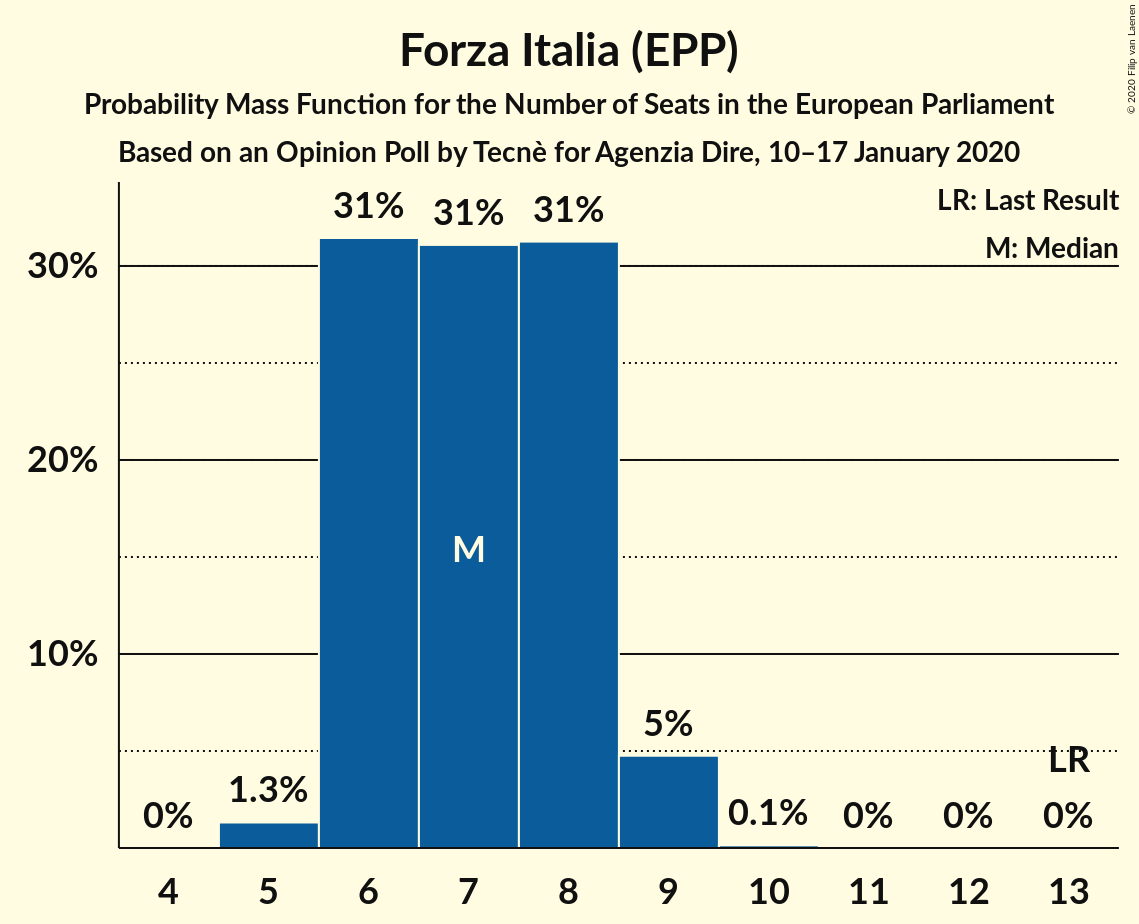 Forza Italia (EPP)
Probability Mass Function for the Number of Seats in the European Parliament
Based on an Opinion Poll by Tecnè for Agenzia Dire, 10–17 January 2020
© 2020 Filip van Laenen
LR: Last Result
M: Median
31% 31% 31%
30%
20%
M
10%
5%
LR
0% 1.3% 0.1% 0% 0% 0%
4 5 6 7 8 9 10 11 12 13